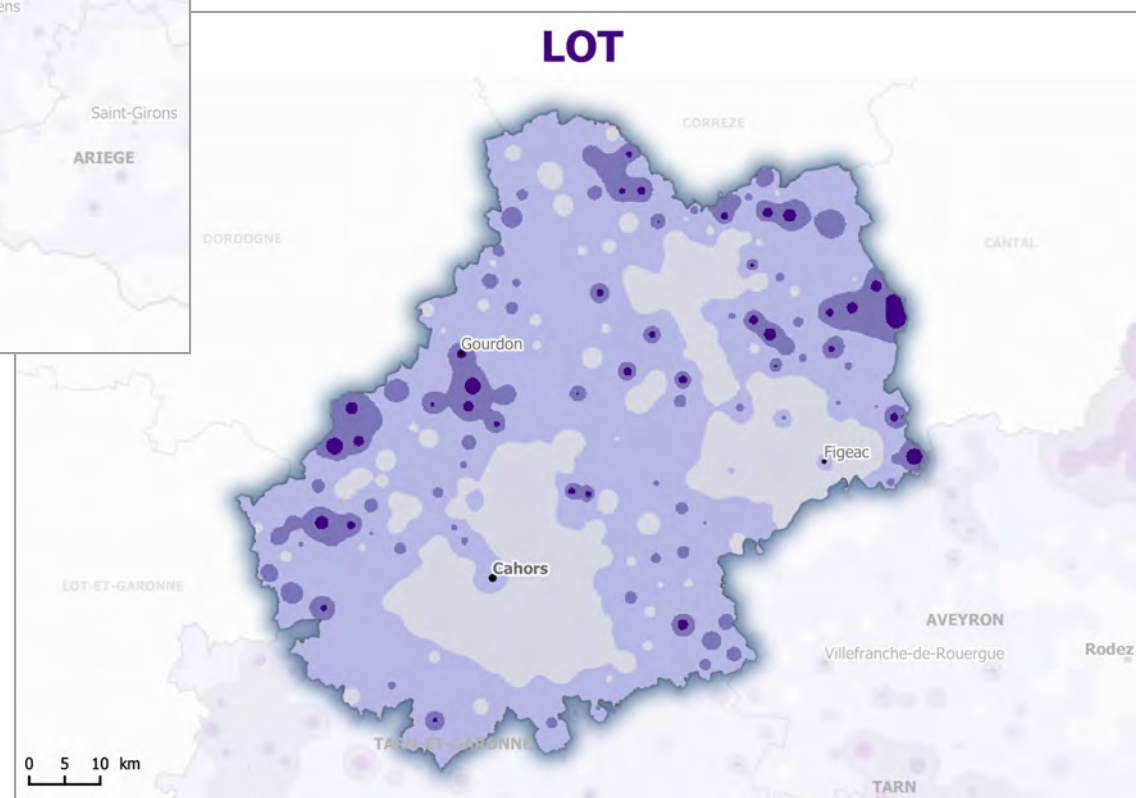 ens
Saint-Girons
ARIEGE
LOT
CORREZE
DORDOGNE
CANTAL
Gourdon
Figeac
Cahors
LOT-ET-GARONNE
AVEYRON
Villefranche-de-Rouergue
Rodez
TARN-ET-GARONNE
0 5 10 km
TARN